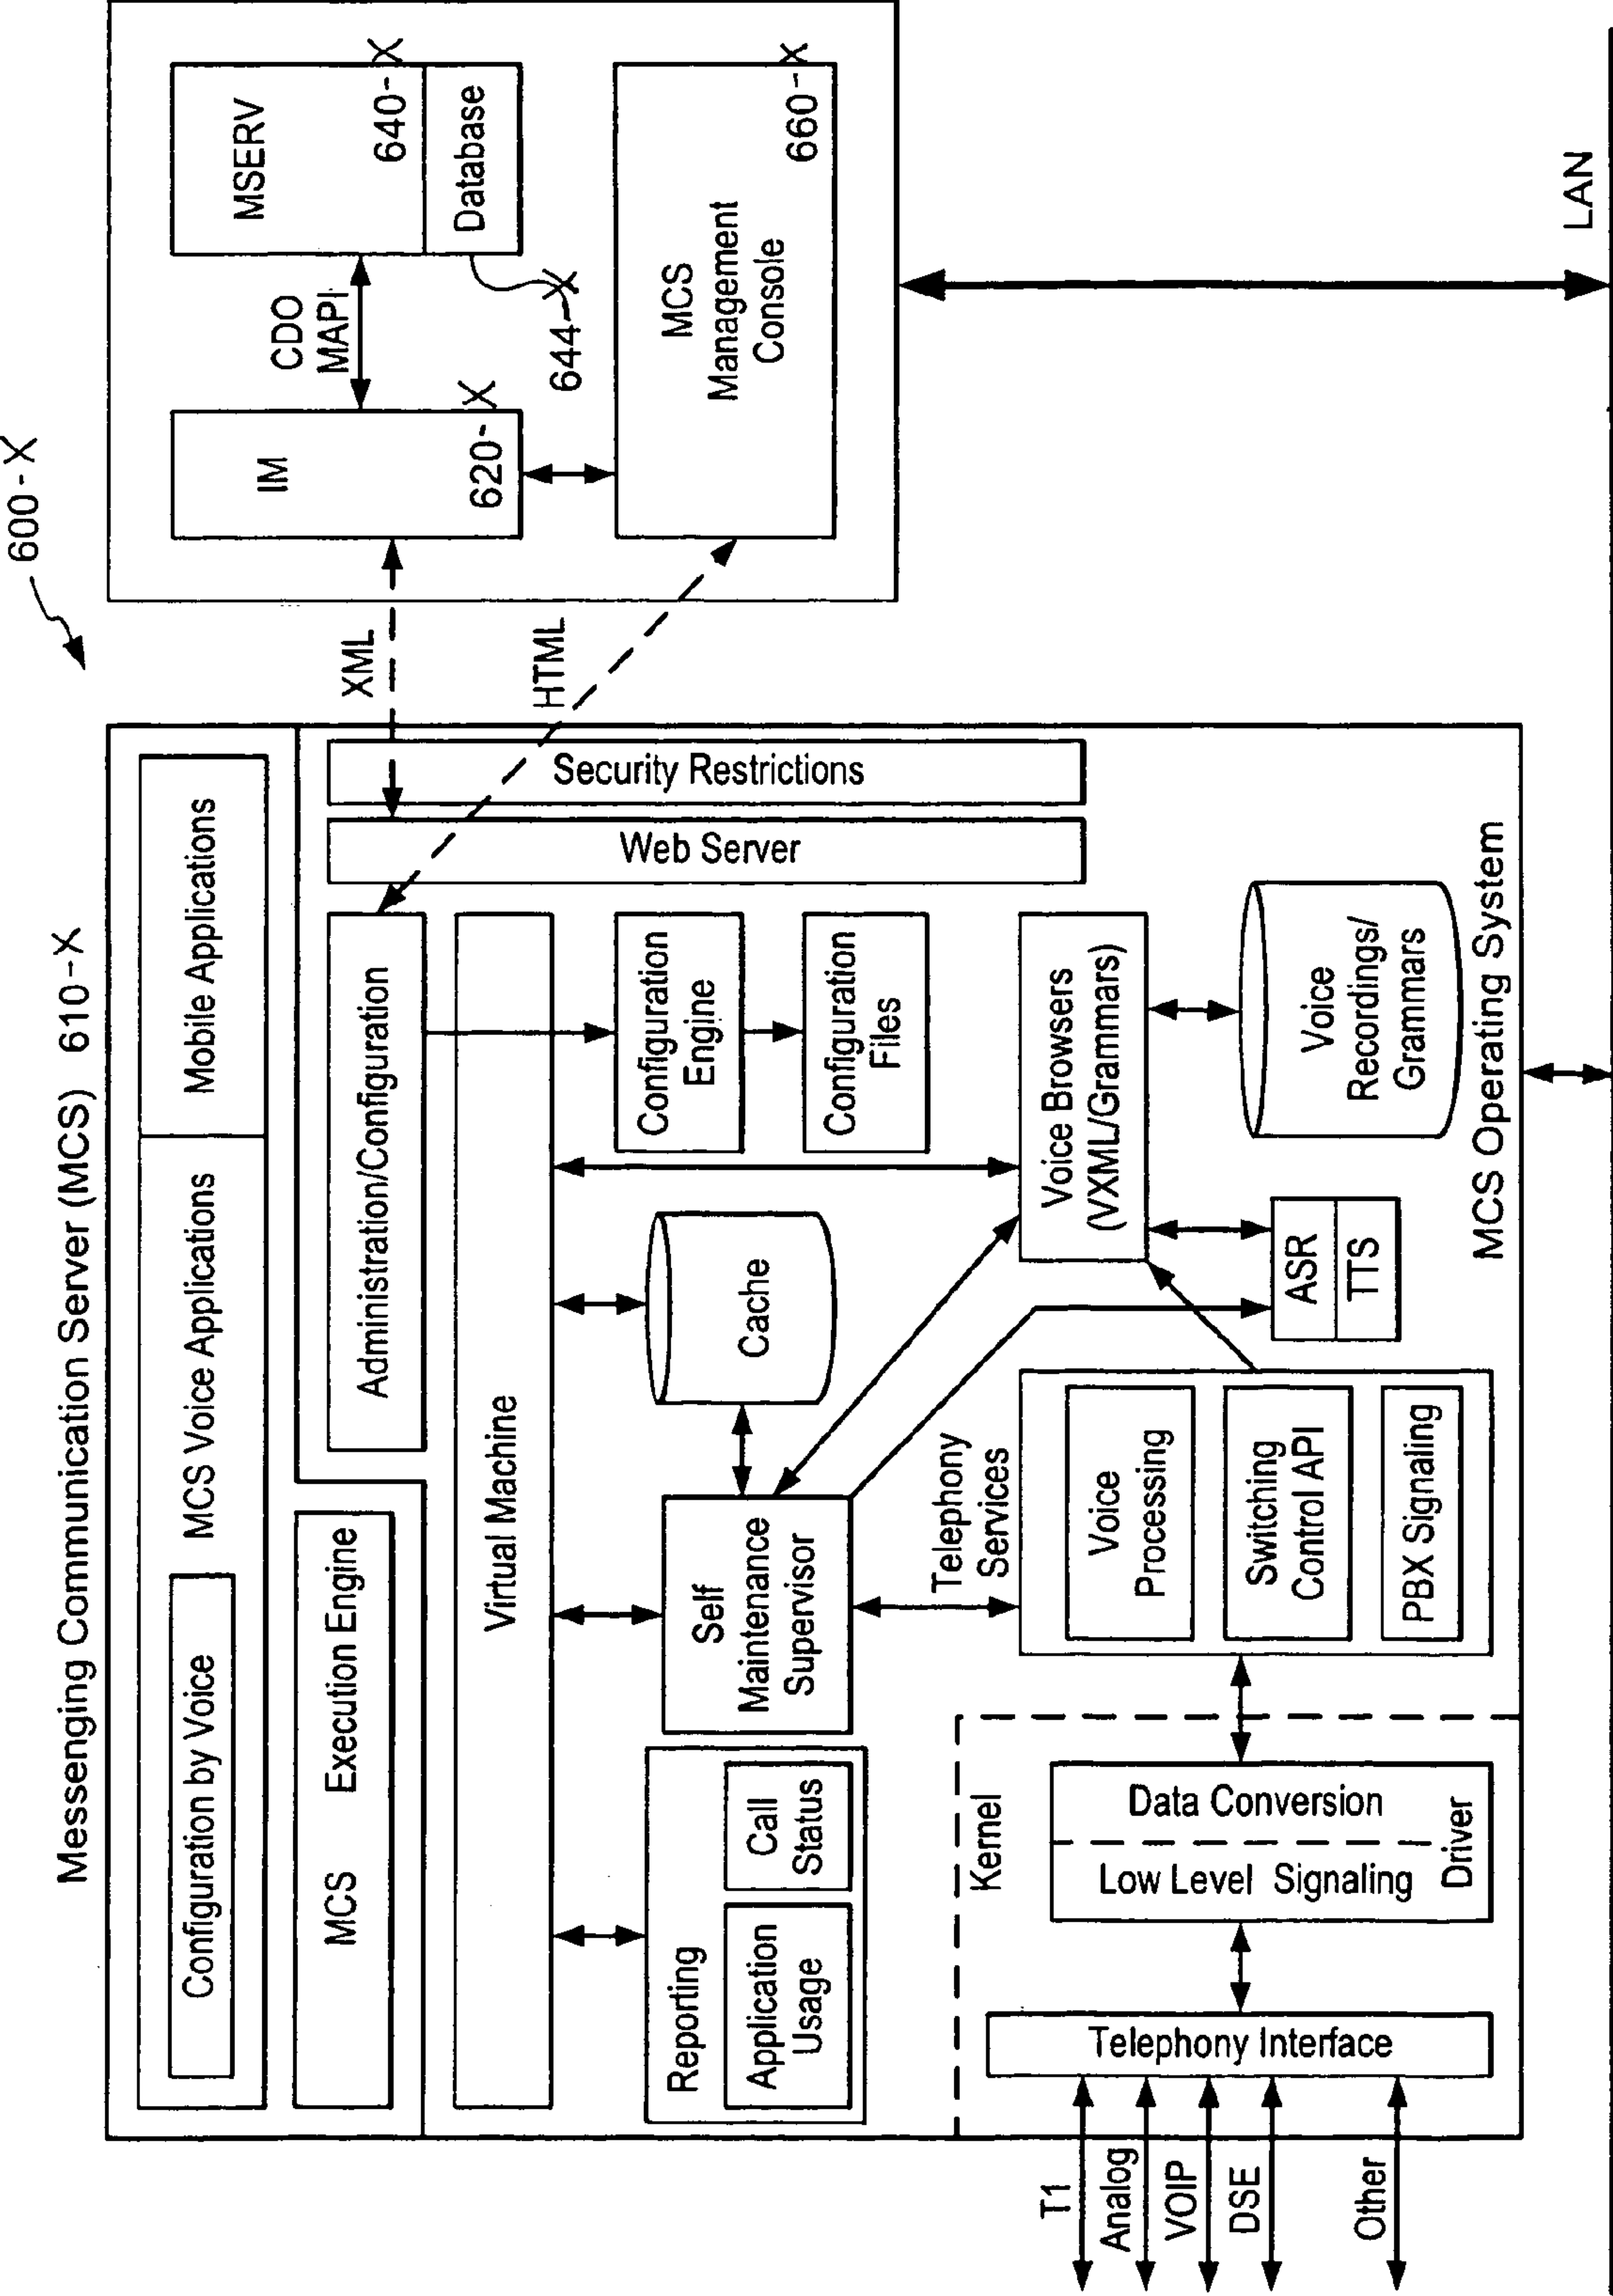 600-X
Messenging Communication Server (MCS) 610-X
Configuration by Voice
MCS Voice Applications
Mobile Applications
MCS Execution Engine
Administration/Configuration
Virtual Machine
Reporting
Application
Usage
Call
Status
Self
Maintenance
Supervisor
Cache
Configuration
Engine
Configuration
Files
Web Server
Security Restrictions
XML
HTML
IM
620-X
CDO
MAPI
MSERV
640-X
Database
644-X
MCS
Management
Console
660-X
Telephony
Services
Voice
Processing
Switching
Control API
PBX Signaling
Voice Browsers
(VXML/Grammars)
ASR
TTS
Voice
Recordings/
Grammars
MCS Operating System
Kernel
Data Conversion
Low Level Signaling
Driver
Telephony Interface
T1
Analog
VOIP
DSE
Other
LAN